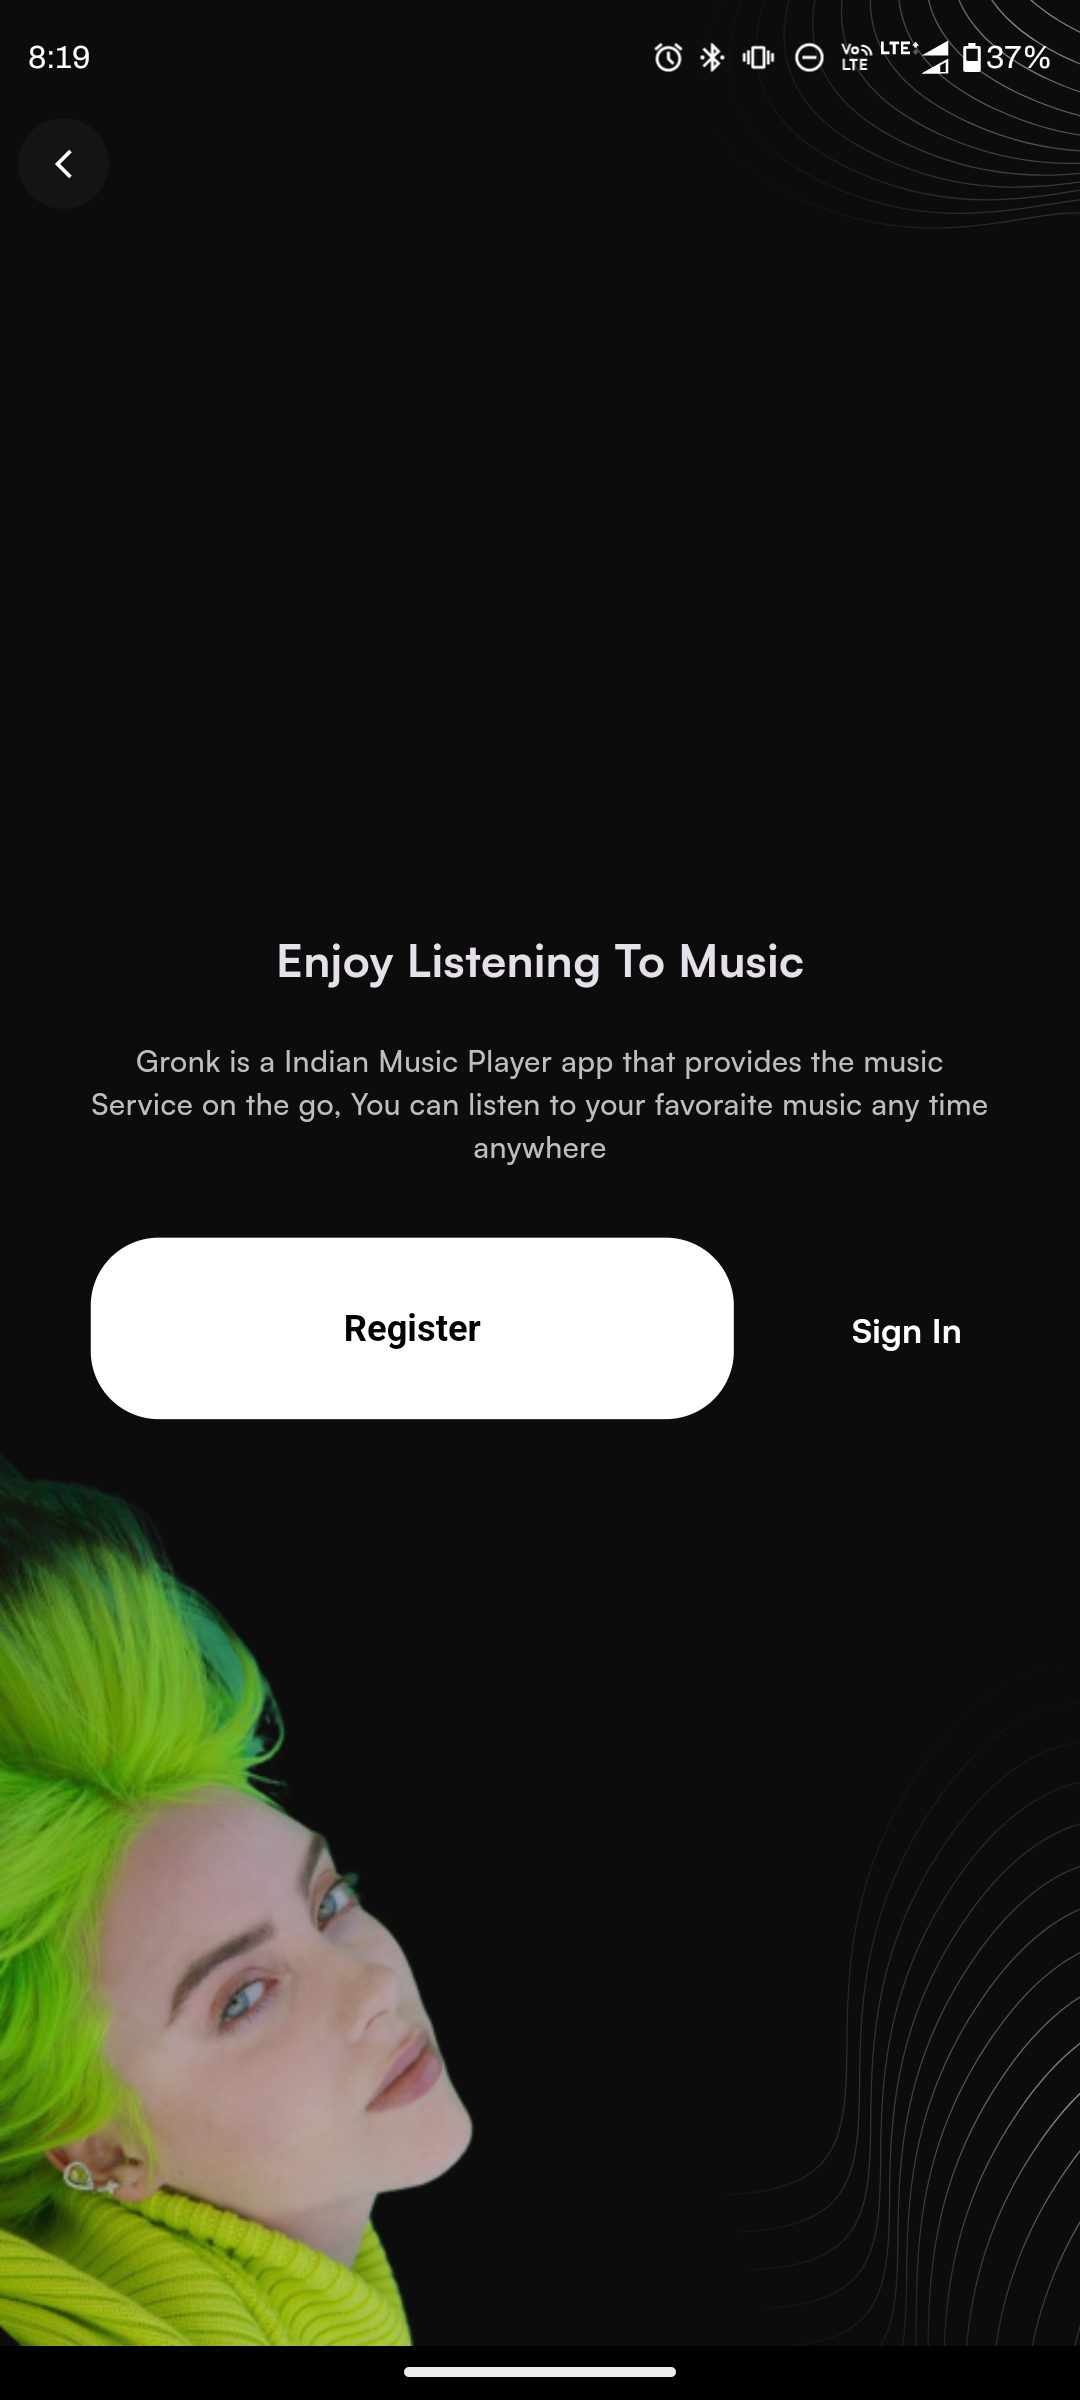 8:19
Vo LTE LTE 37%
Enjoy Listening To Music
Gronk is a Indian Music Player app that provides the music
Service on the go, You can listen to your favoraite music any time
anywhere
Register
Sign In